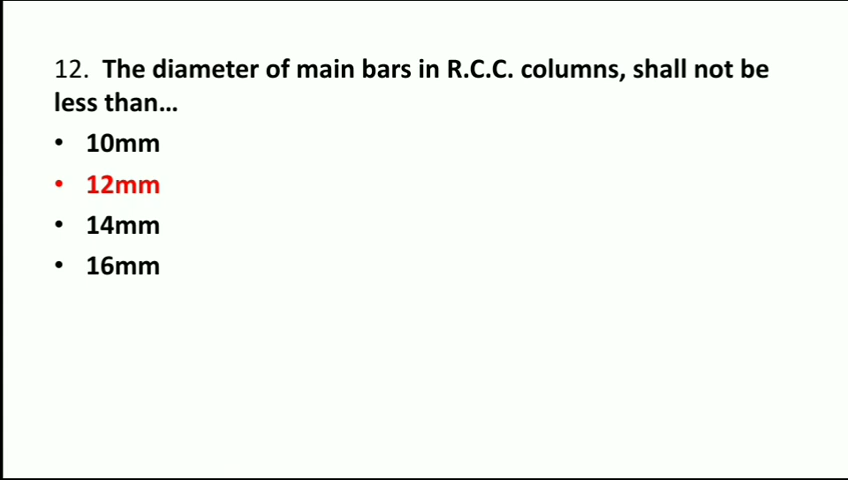 12. The diameter of main bars in R.C.C. columns, shall not be
less than...
• 10mm
• 12mm
• 14mm
• 16mm